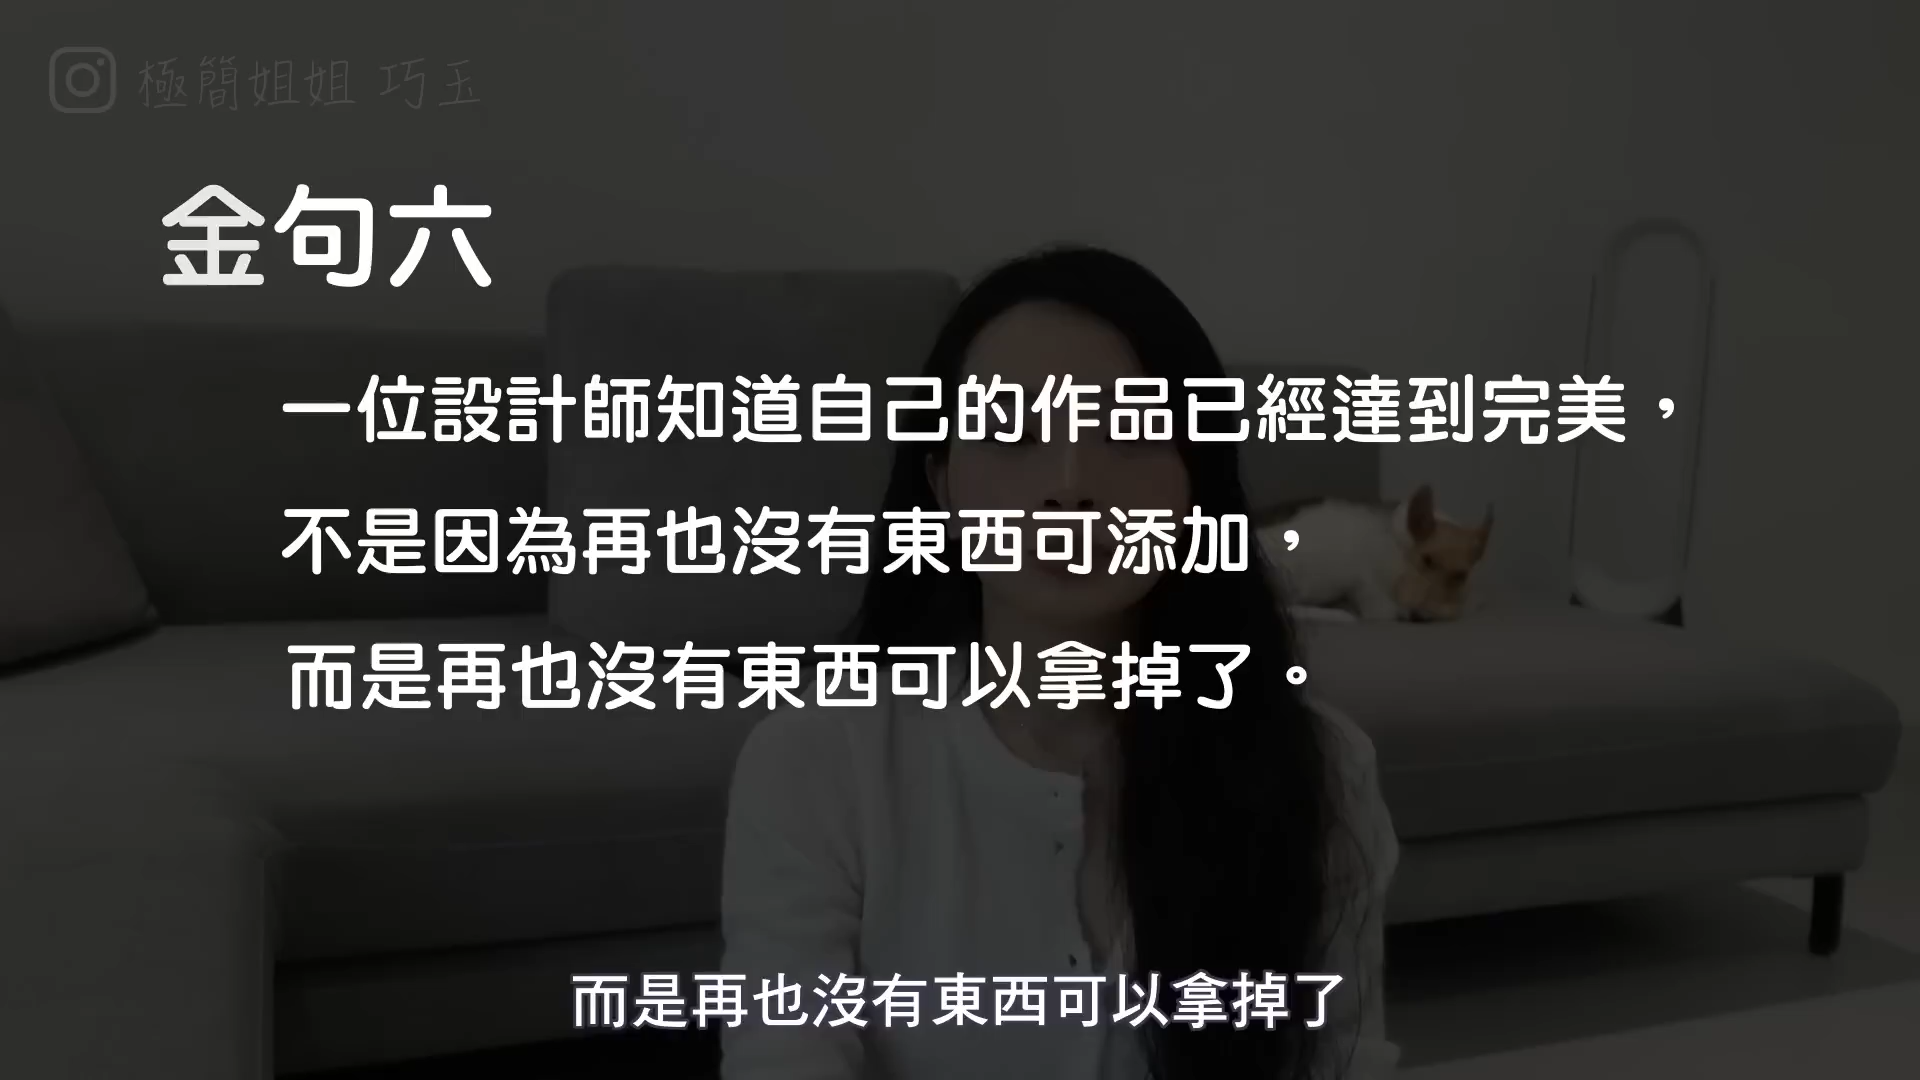 極簡姐姐 巧玉
金句六
一位設計師知道自己的作品已經達到完美，
不是因為再也沒有東西可添加，
而是再也沒有東西可以拿掉了。
而是再也沒有東西可以拿掉了